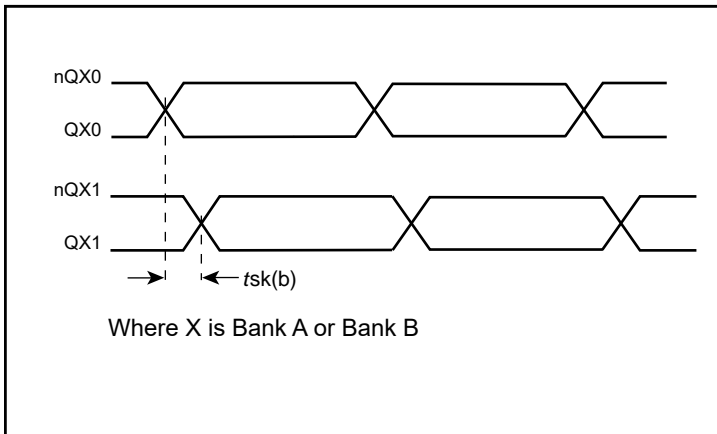 nQX0
QX0
nQX1
QX1
tsk(b)
Where X is Bank A or Bank B